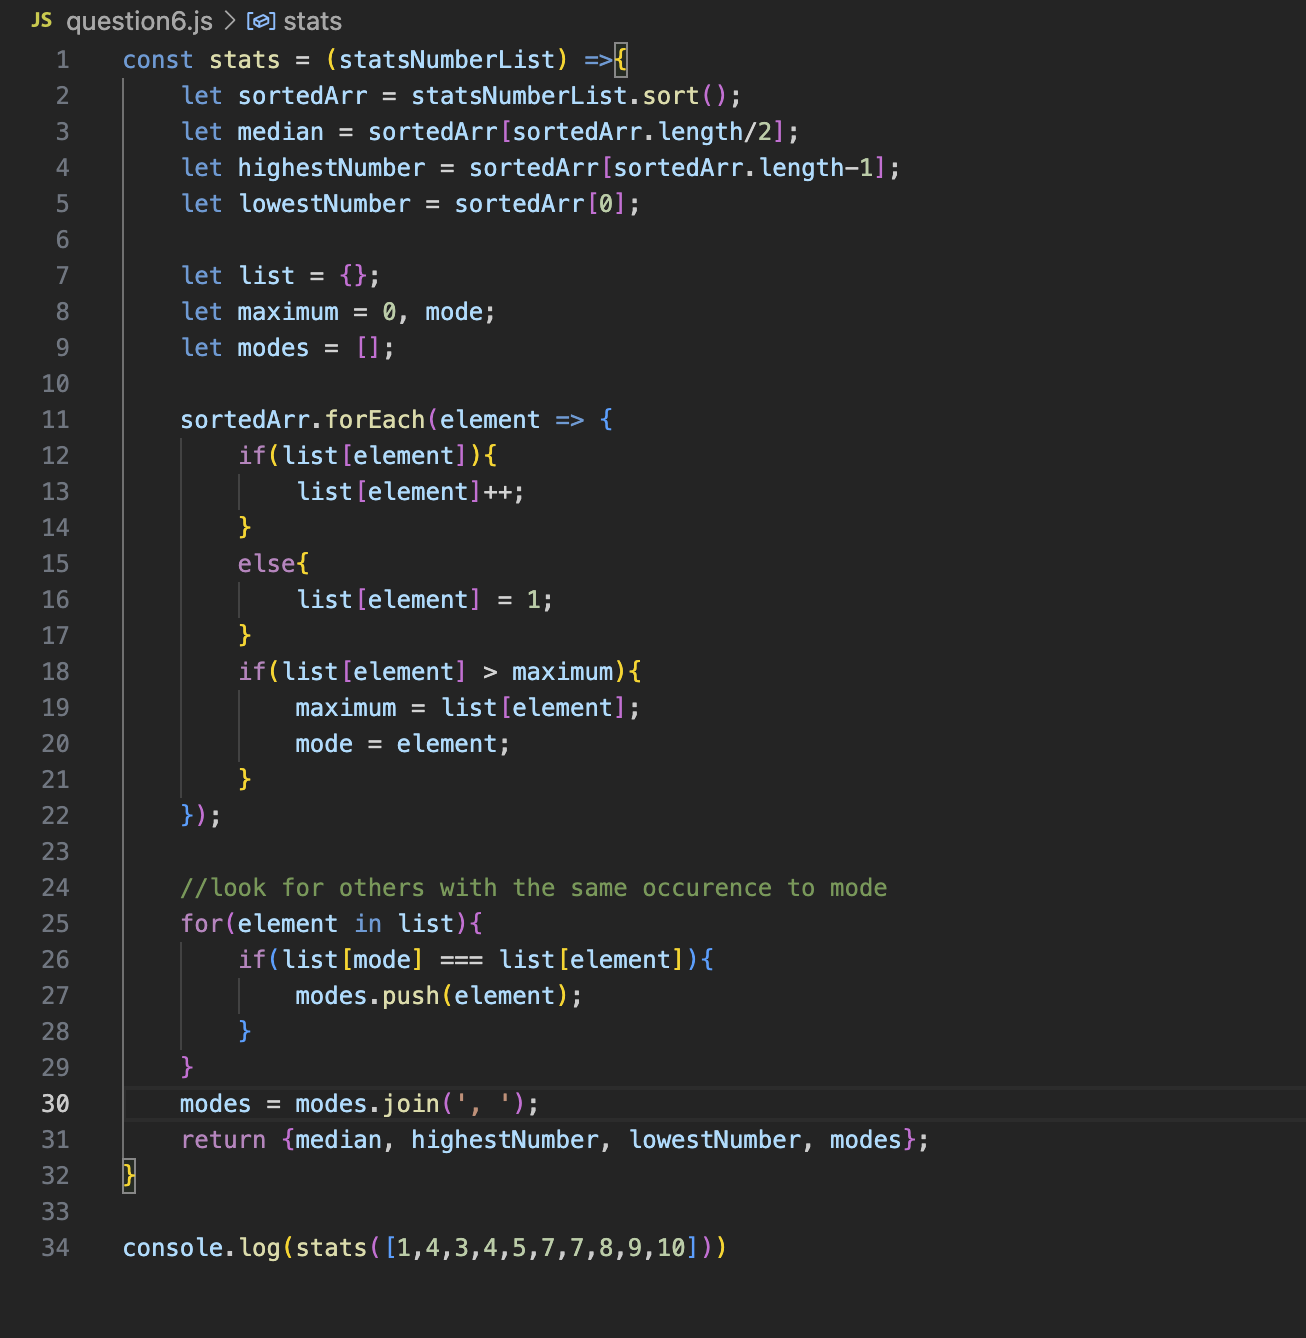 JS question6.js > stats
1 const stats = (statsNumberList) =>{
2 let sortedArr = statsNumberList.sort();
3 let median = sortedArr[sortedArr.length/2];
4 let highestNumber = sortedArr[sortedArr.length-1];
5 let lowestNumber = sortedArr[0];
6
7 let list = {};
8 let maximum = 0, mode;
9 let modes = [];
10
11 sortedArr.forEach(element => {
12 if(list[element]){
13 list[element]++;
14 }
15 else{
16 list[element] = 1;
17 }
18 if(list[element] > maximum){
19 maximum = list[element];
20 mode = element;
21 }
22 });
23
24 //look for others with the same occurence to mode
25 for(element in list){
26 if(list[mode] === list[element]){
27 modes.push(element);
28 }
29 }
30 modes = modes.join(', ');
31 return {median, highestNumber, lowestNumber, modes};
32 }
33
34 console.log(stats([1,4,3,4,5,7,7,8,9,10]))